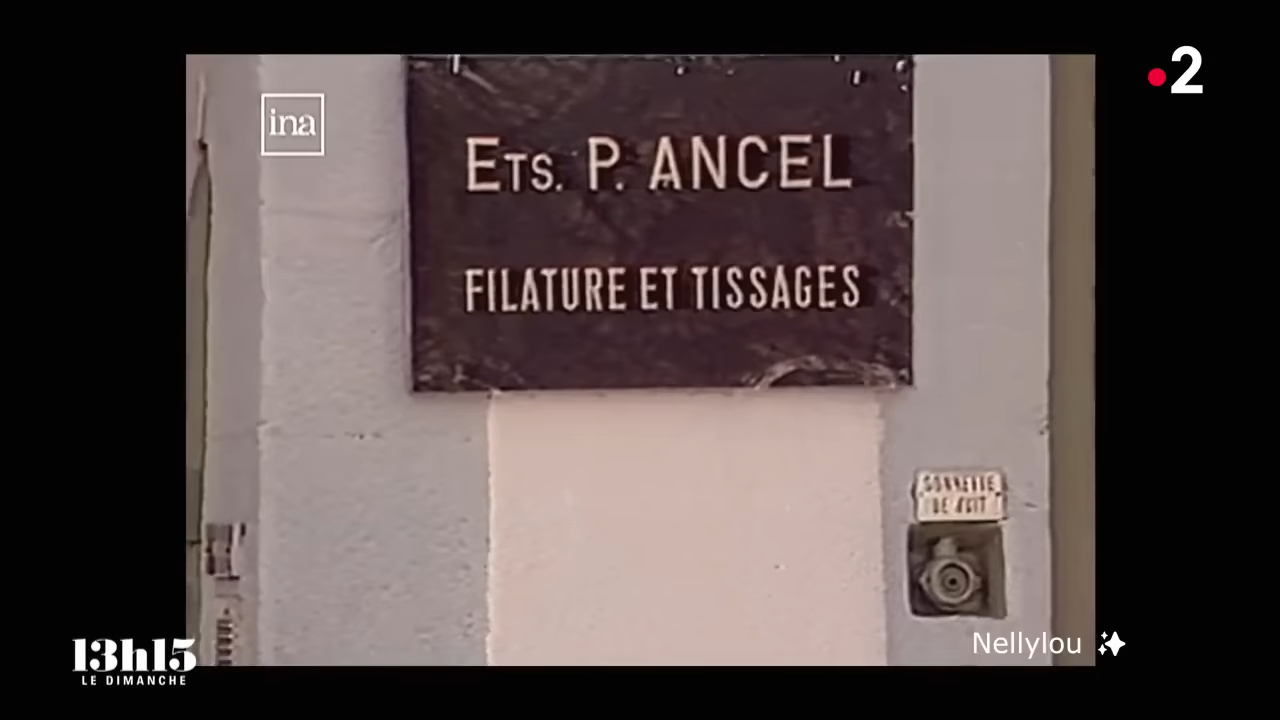 ina
2
Ets. P. ANCEL
FILATURE ET TISSAGES
SONNETTE
DE NUIT
Nellylou
13h15
LE DIMANCHE